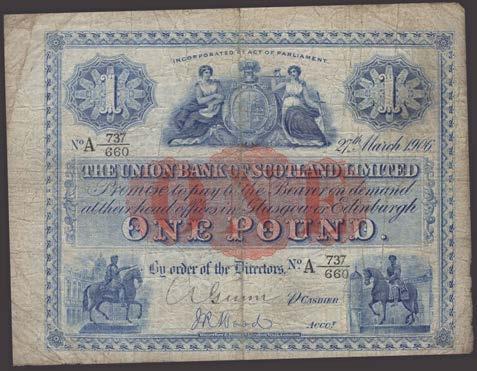 INCORPORATED BY ACT OF PARLIAMENT.
1 1
No A 737/660 27th March 1906
THE UNION BANK OF SCOTLAND LIMITED
Promise to pay to the Bearer on demand
at their head offices in Glasgow or Edinburgh
ONE
ONE POUND.
By order of the Directors, No A 737/660
CASHIER
ACCOT.